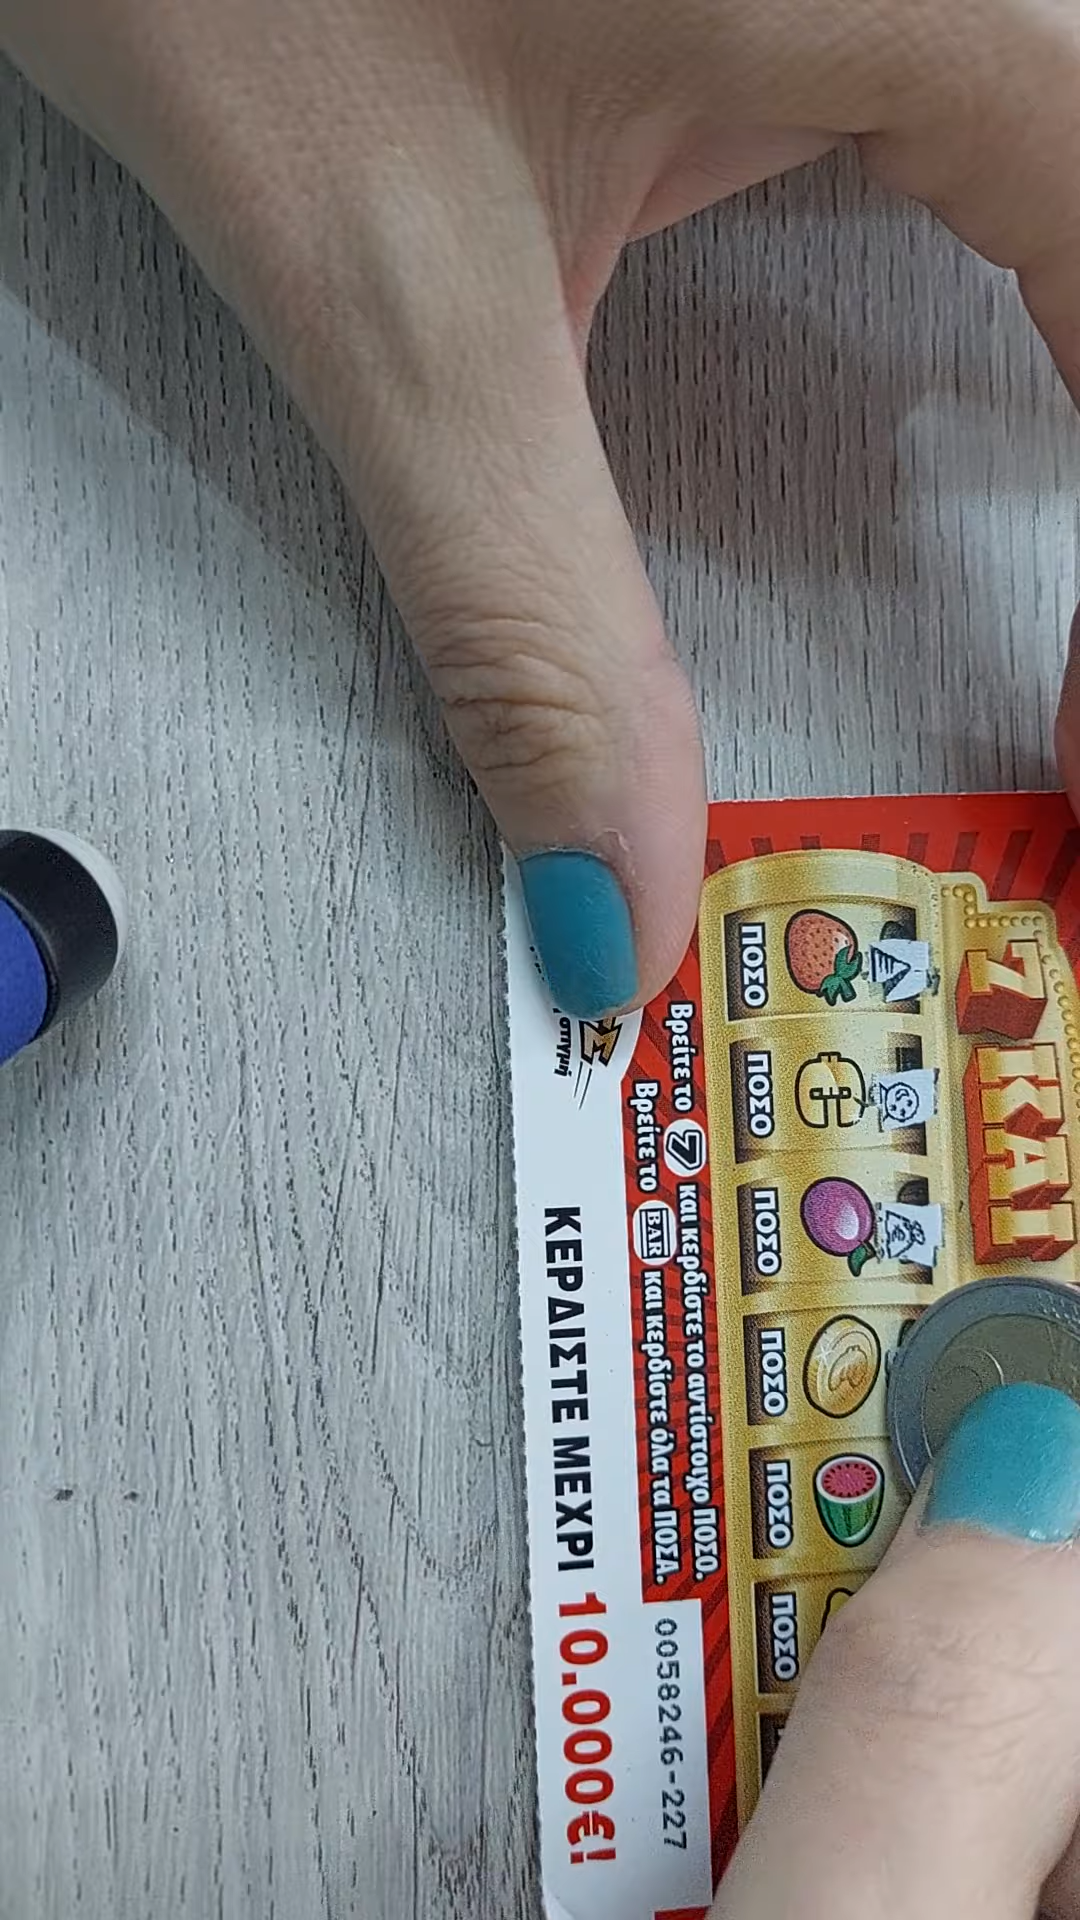 7 ΚΑΙ
ΠΟΣΟ
ΠΟΣΟ
ΠΟΣΟ
ΠΟΣΟ
ΠΟΣΟ
ΠΟΣΟ
Βρείτε το 7 και κερδίστε το αντίστοιχο ΠΟΣΟ.
Βρείτε το BAR και κερδίστε όλα τα ΠΟΣΑ.
0058246-227
στιγμή
ΚΕΡΔΙΣΤΕ ΜΕΧΡΙ 10.000€!